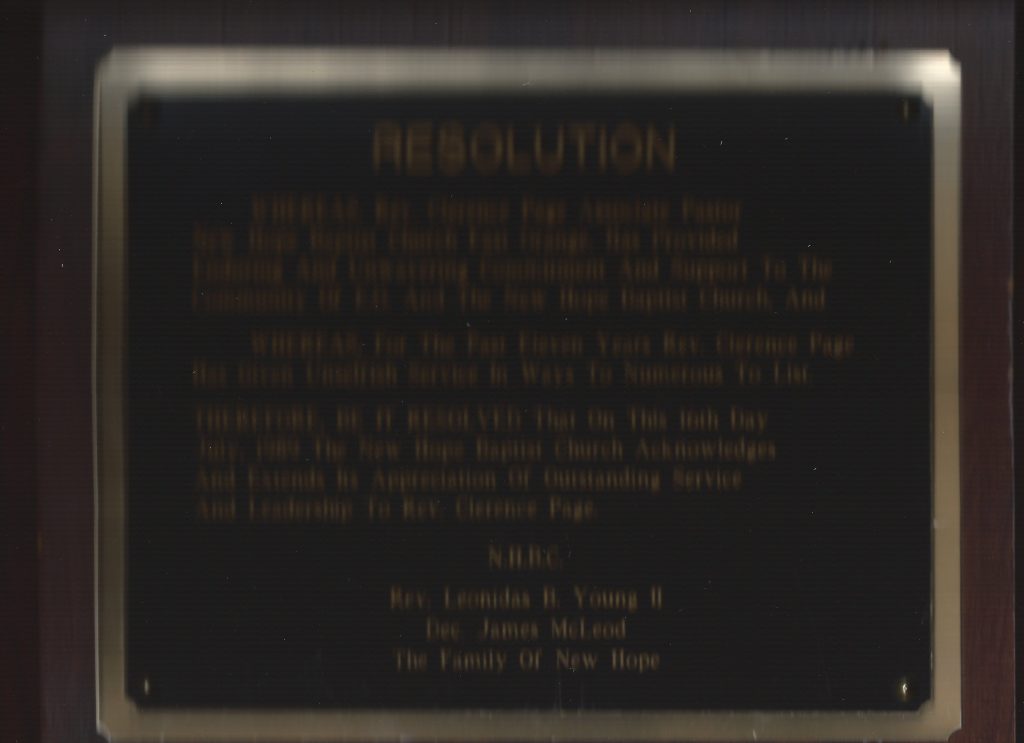 RESOLUTION
WHEREAS, Rev. Clerence Page Associate Pastor
New Hope Baptist Church East Orange, Has Provided
Enduring And Unwavering Commitment And Support To The
Community Of And The New Hope Baptist Church, And
WHEREAS, For The Past Eleven Years Rev. Clerence Page
Has Given Unselfish Service In Ways To Numerous To List
THEREFORE, BE IT RESOLVED That On This 16th Day
July, 1989 The New Hope Baptist Church Acknowledges
And Extends Its Appreciation Of Outstanding Service
And Leadership To Rev. Clerence Page.
N.H.B.C.
Rev. Leonidas B. Young II
Dec. James McLeod
The Family Of New Hope